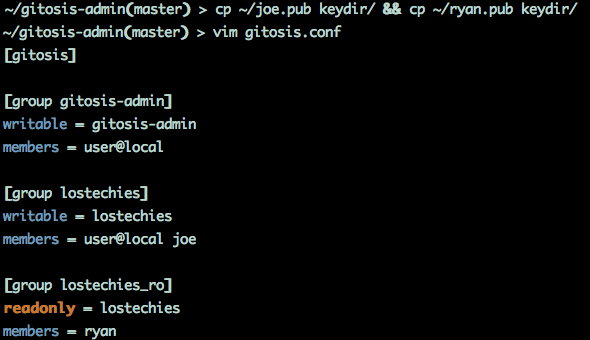 ~/gitosis-admin(master) > cp ~/joe.pub keydir/ && cp ~/ryan.pub keydir/
~/gitosis-admin(master) > vim gitosis.conf
[gitosis]
[group gitosis-admin]
writable = gitosis-admin
members = user@local
[group lostechies]
writable = lostechies
members = user@local joe
[group lostechies_ro]
readonly = lostechies
members = ryan